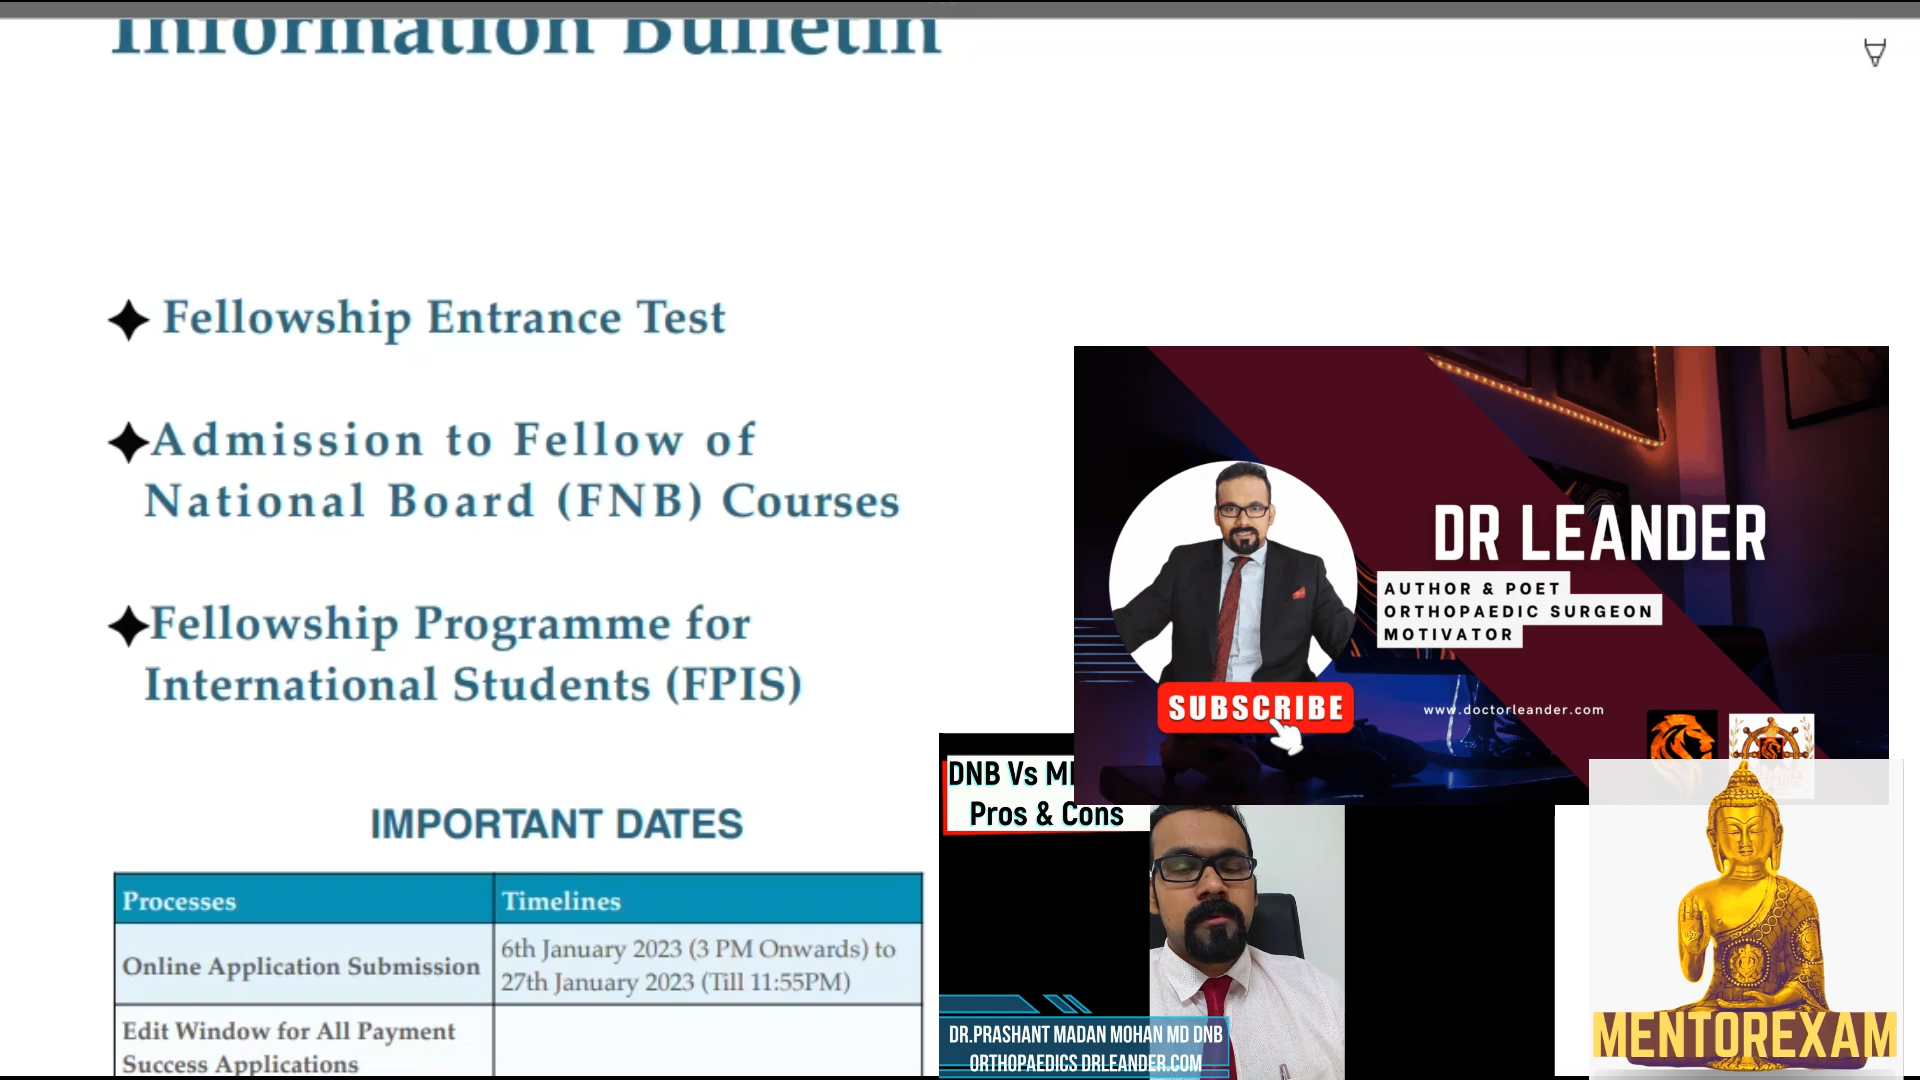 Information Bulletin
Fellowship Entrance Test
Admission to Fellow of
National Board (FNB) Courses
Fellowship Programme for
International Students (FPIS)
IMPORTANT DATES
Processes Timelines
Online Application Submission
6th January 2023 (3 PM Onwards) to
27th January 2023 (Till 11:55PM)
Edit Window for All Payment
Success Applications
DR LEANDER
AUTHOR & POET
ORTHOPAEDIC SURGEON
MOTIVATOR
SUBSCRIBE
www.doctorleander.com
DNB Vs
Pros & Cons
DR.PRASHANT MADAN MOHAN MD DNB
ORTHOPAEDICS DRLEANDER.COM
MENTOREXAM